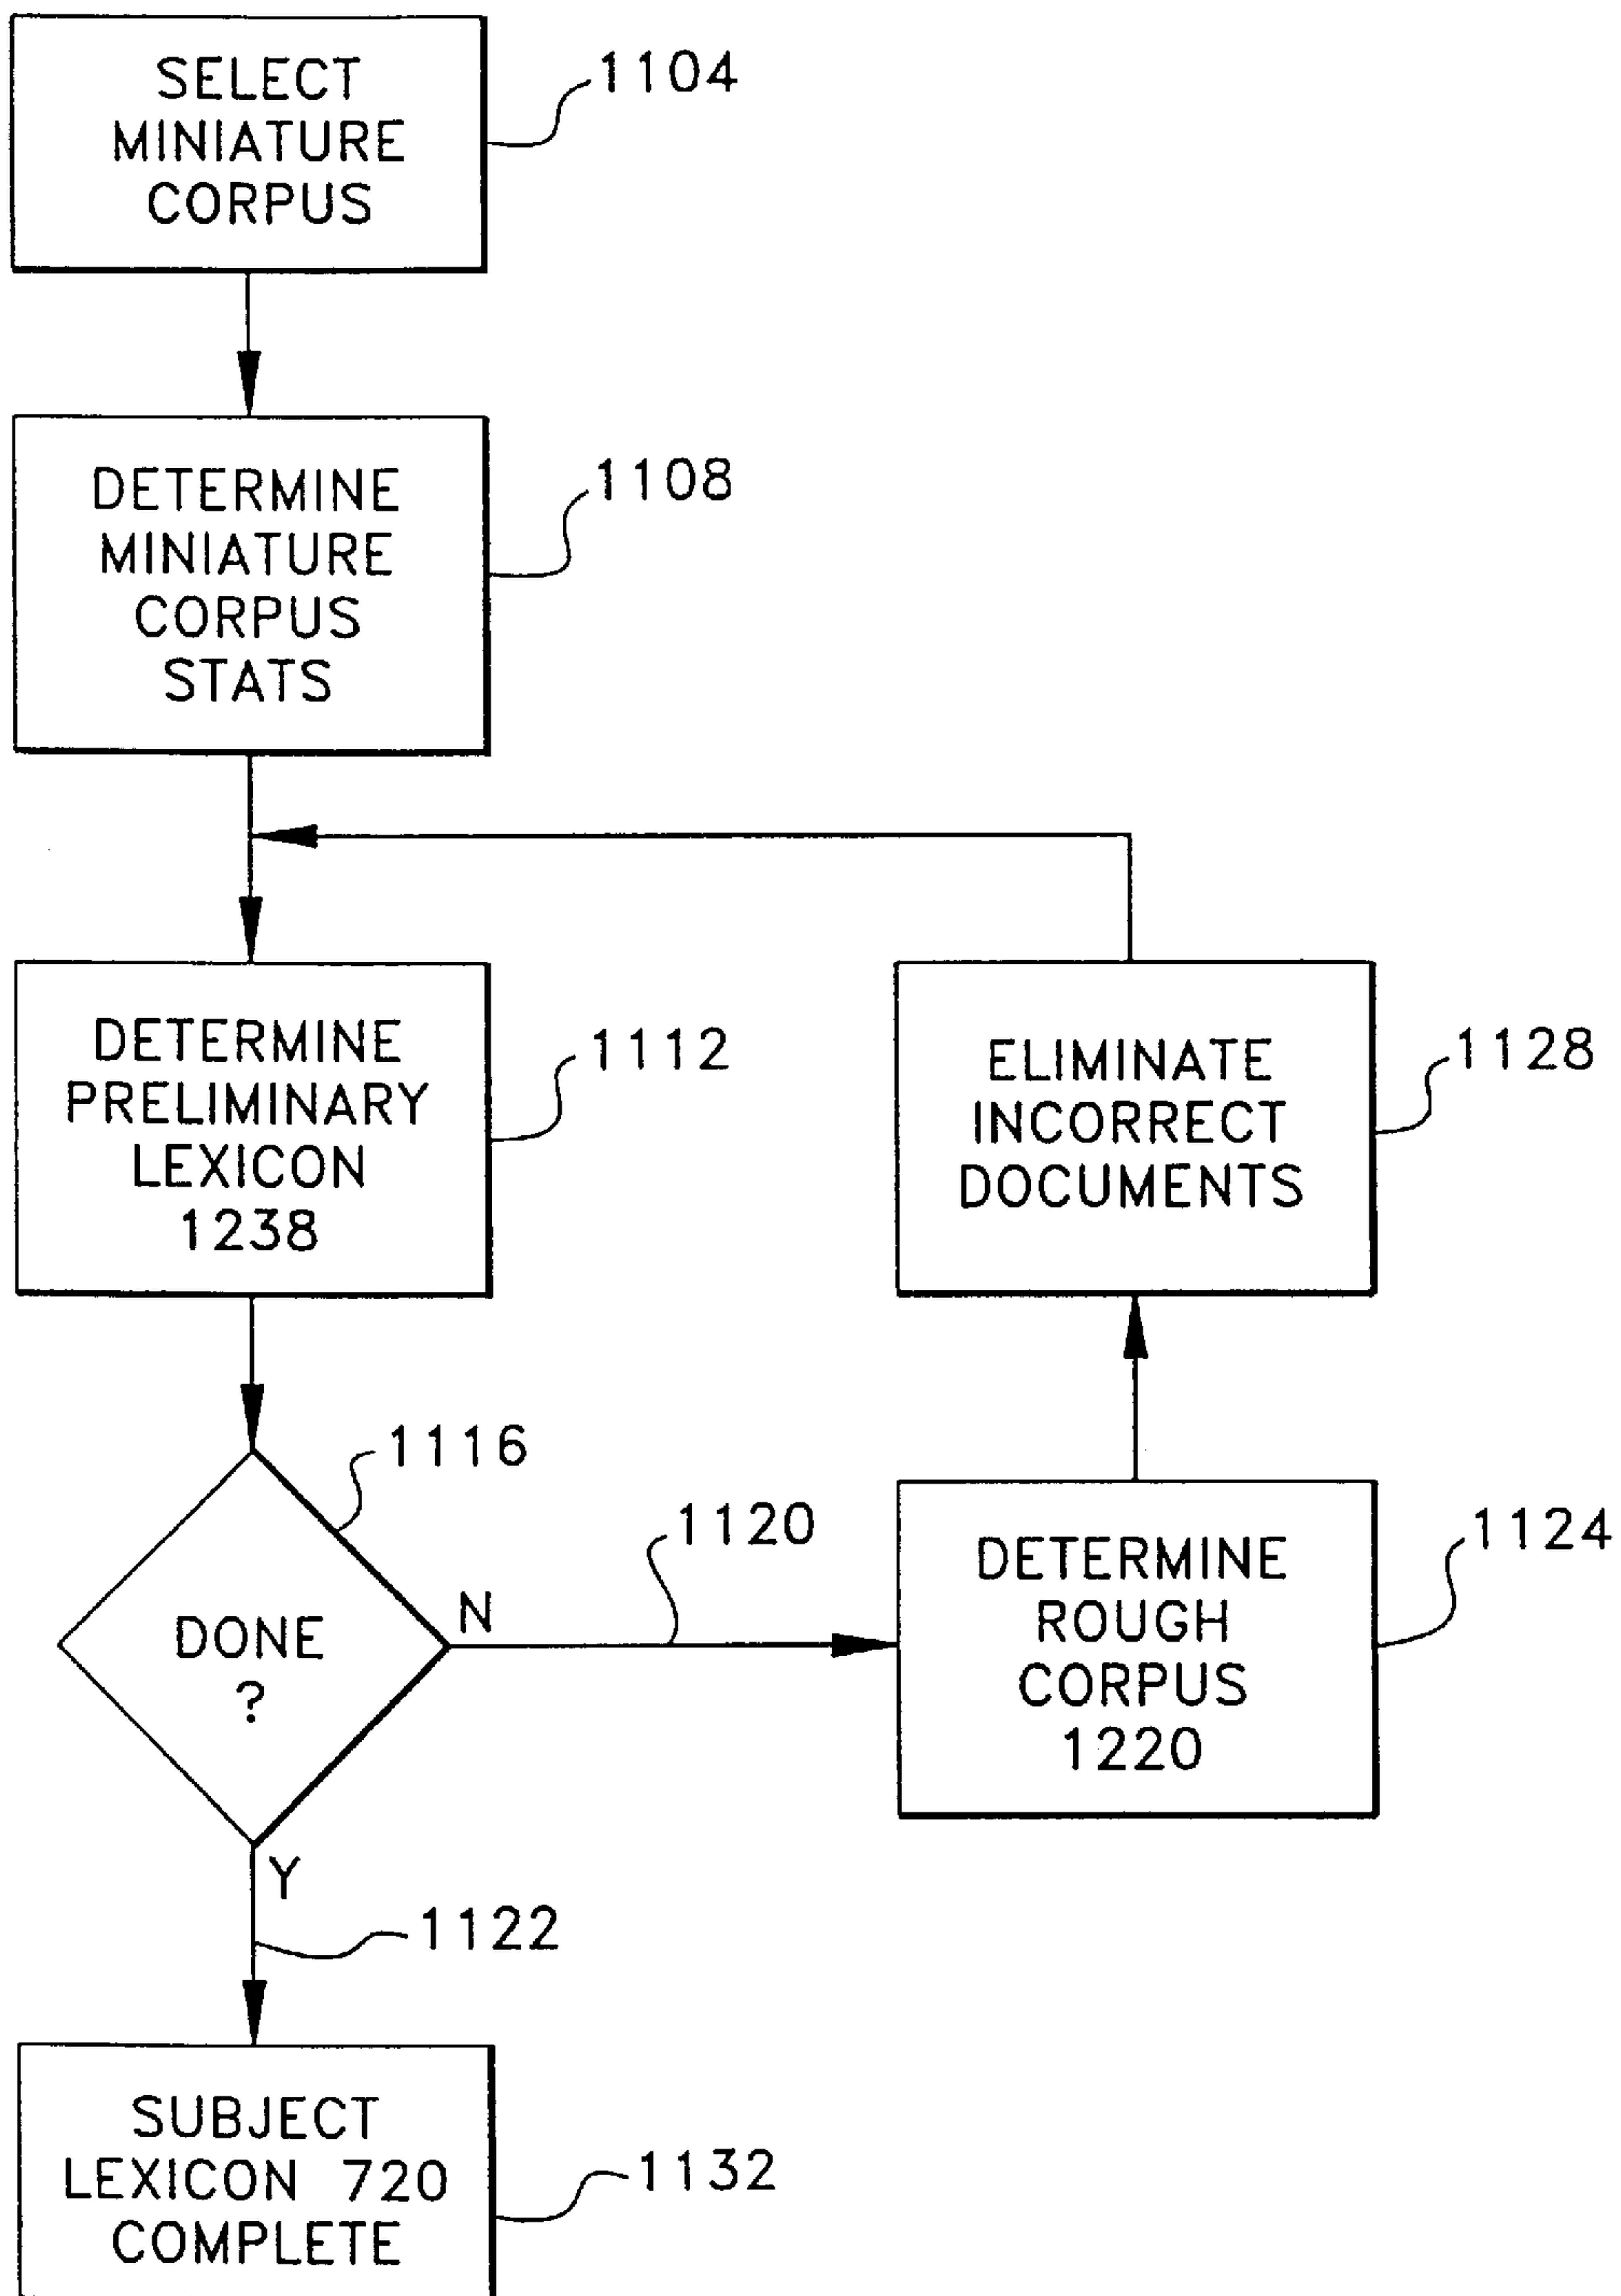 SELECT
MINIATURE
CORPUS
1104
DETERMINE
MINIATURE
CORPUS
STATS
1108
DETERMINE
PRELIMINARY
LEXICON
1238
1112
ELIMINATE
INCORRECT
DOCUMENTS
1128
DONE
?
1116
N
1120
DETERMINE
ROUGH
CORPUS
1220
1124
Y
1122
SUBJECT
LEXICON 720
COMPLETE
1132